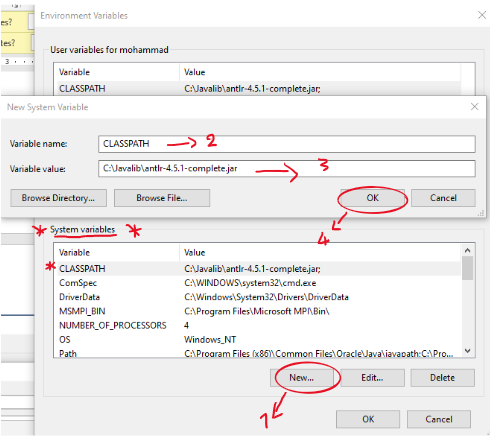 es?
tes?
Environment Variables
User variables for mohammad
Variable Value
CLASSPATH C:\Javalib\antlr-4.5.1-complete.jar;
New System Variable
Variable name: CLASSPATH 2
Variable value: C:\Javalib\antlr-4.5.1-complete.jar 3
Browse Directory... Browse File... OK Cancel
4
* System variables *
Variable Value
* CLASSPATH C:\Javalib\antlr-4.5.1-complete.jar;
ComSpec C:\WINDOWS\system32\cmd.exe
DriverData C:\Windows\System32\Drivers\DriverData
MSMPI_BIN C:\Program Files\Microsoft MPI\Bin\
NUMBER_OF_PROCESSORS 4
OS Windows_NT
Path C:\Program Files (x86)\Common Files\Oracle\Java\javapath;C:\Pro...
New... Edit... Delete
1
OK Cancel